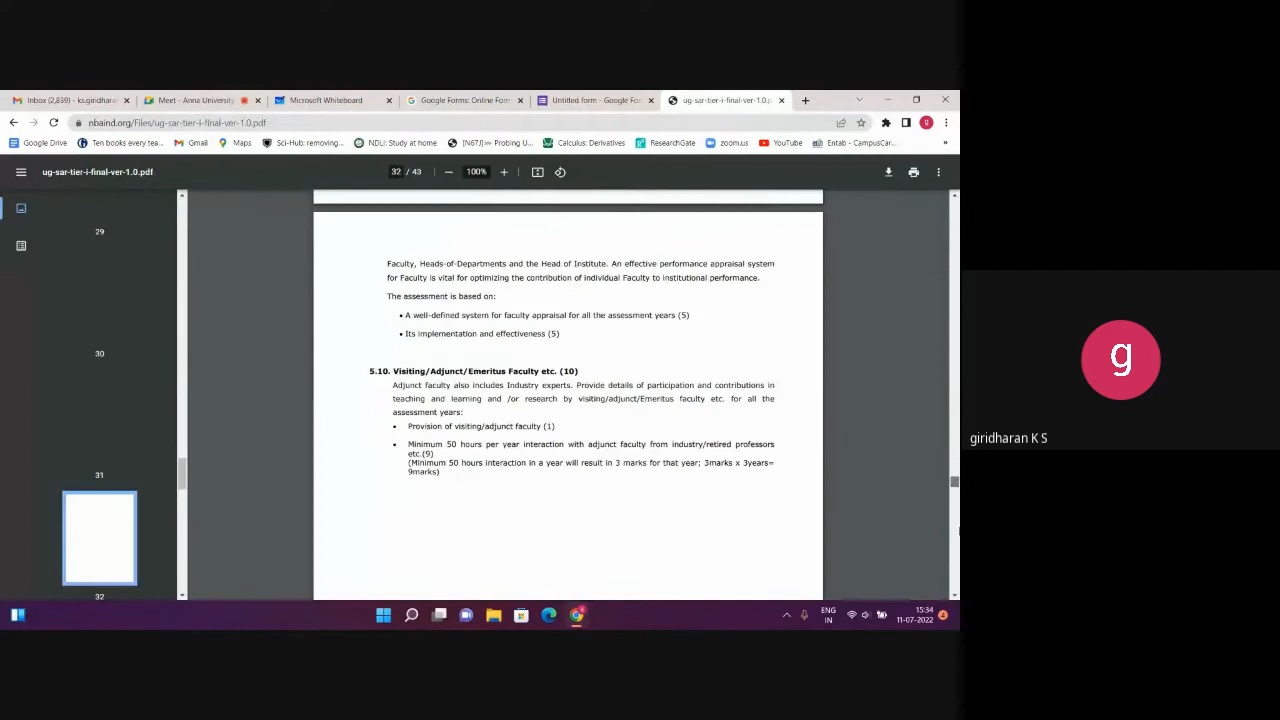 Inbox (2,839) - ks.giridhar
Meet - Anna University
Microsoft Whiteboard
Google Forms: Online Form
Untitled form - Google Fo
ug-sar-tier-i-final-ver-1.0.p
nbaind.org/Files/ug-sar-tier-i-final-ver-1.0.pdf
g
Google Drive
Ten books every tea...
Gmail
Maps
Sci-Hub: removing...
NDLI: Study at home
[N67J]>> Probing U...
Calculus: Derivatives
ResearchGate
zoom.us
YouTube
Entab - CampusCar...
»
ug-sar-tier-i-final-ver-1.0.pdf
32 / 43
100%
29
30
31
32
Faculty, Heads-of-Departments and the Head of Institute. An effective performance appraisal system
for Faculty is vital for optimizing the contribution of individual Faculty to institutional performance.
The assessment is based on:
• A well-defined system for faculty appraisal for all the assessment years (5)
• Its implementation and effectiveness (5)
5.10. Visiting/Adjunct/Emeritus Faculty etc. (10)
Adjunct faculty also includes Industry experts. Provide details of participation and contributions in
teaching and learning and /or research by visiting/adjunct/Emeritus faculty etc. for all the
assessment years:
• Provision of visiting/adjunct faculty (1)
• Minimum 50 hours per year interaction with adjunct faculty from industry/retired professors
etc.(9)
(Minimum 50 hours interaction in a year will result in 3 marks for that year; 3marks x 3years=
9marks)
g
giridharan K S
ENG
IN
15:34
11-07-2022
4